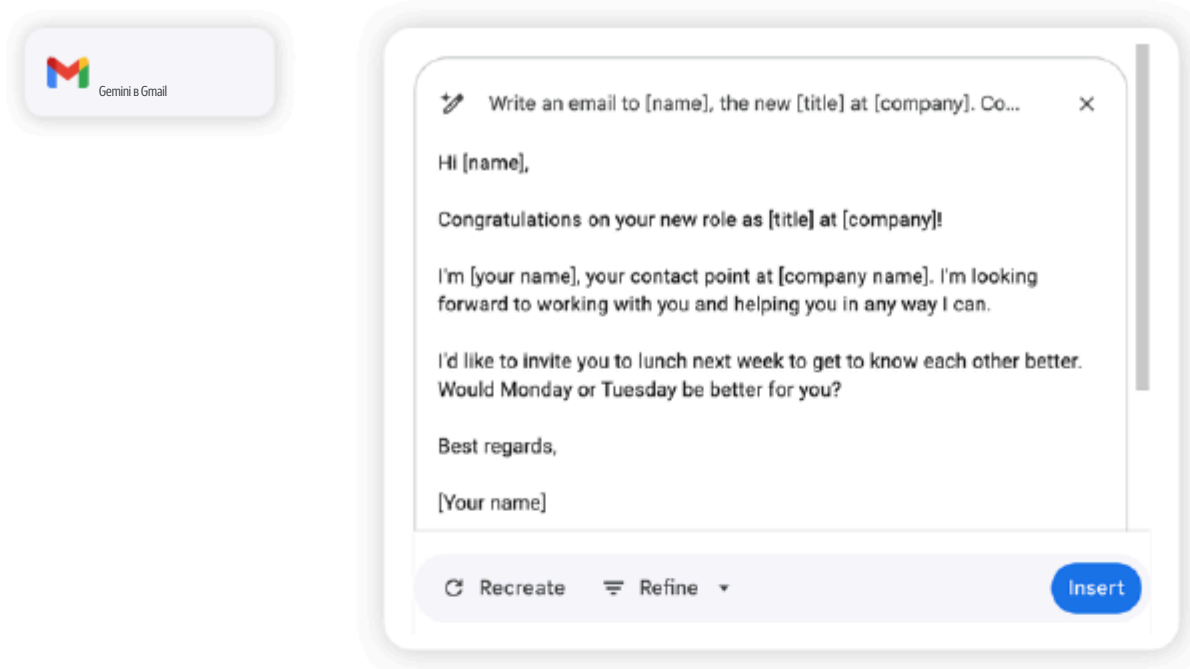 Gemini в Gmail
Write an email to [name], the new [title] at [company]. Co...
Hi [name],
Congratulations on your new role as [title] at [company]!
I'm [your name], your contact point at [company name]. I'm looking
forward to working with you and helping you in any way I can.
I'd like to invite you to lunch next week to get to know each other better.
Would Monday or Tuesday be better for you?
Best regards,
[Your name]
Recreate
Refine
Insert